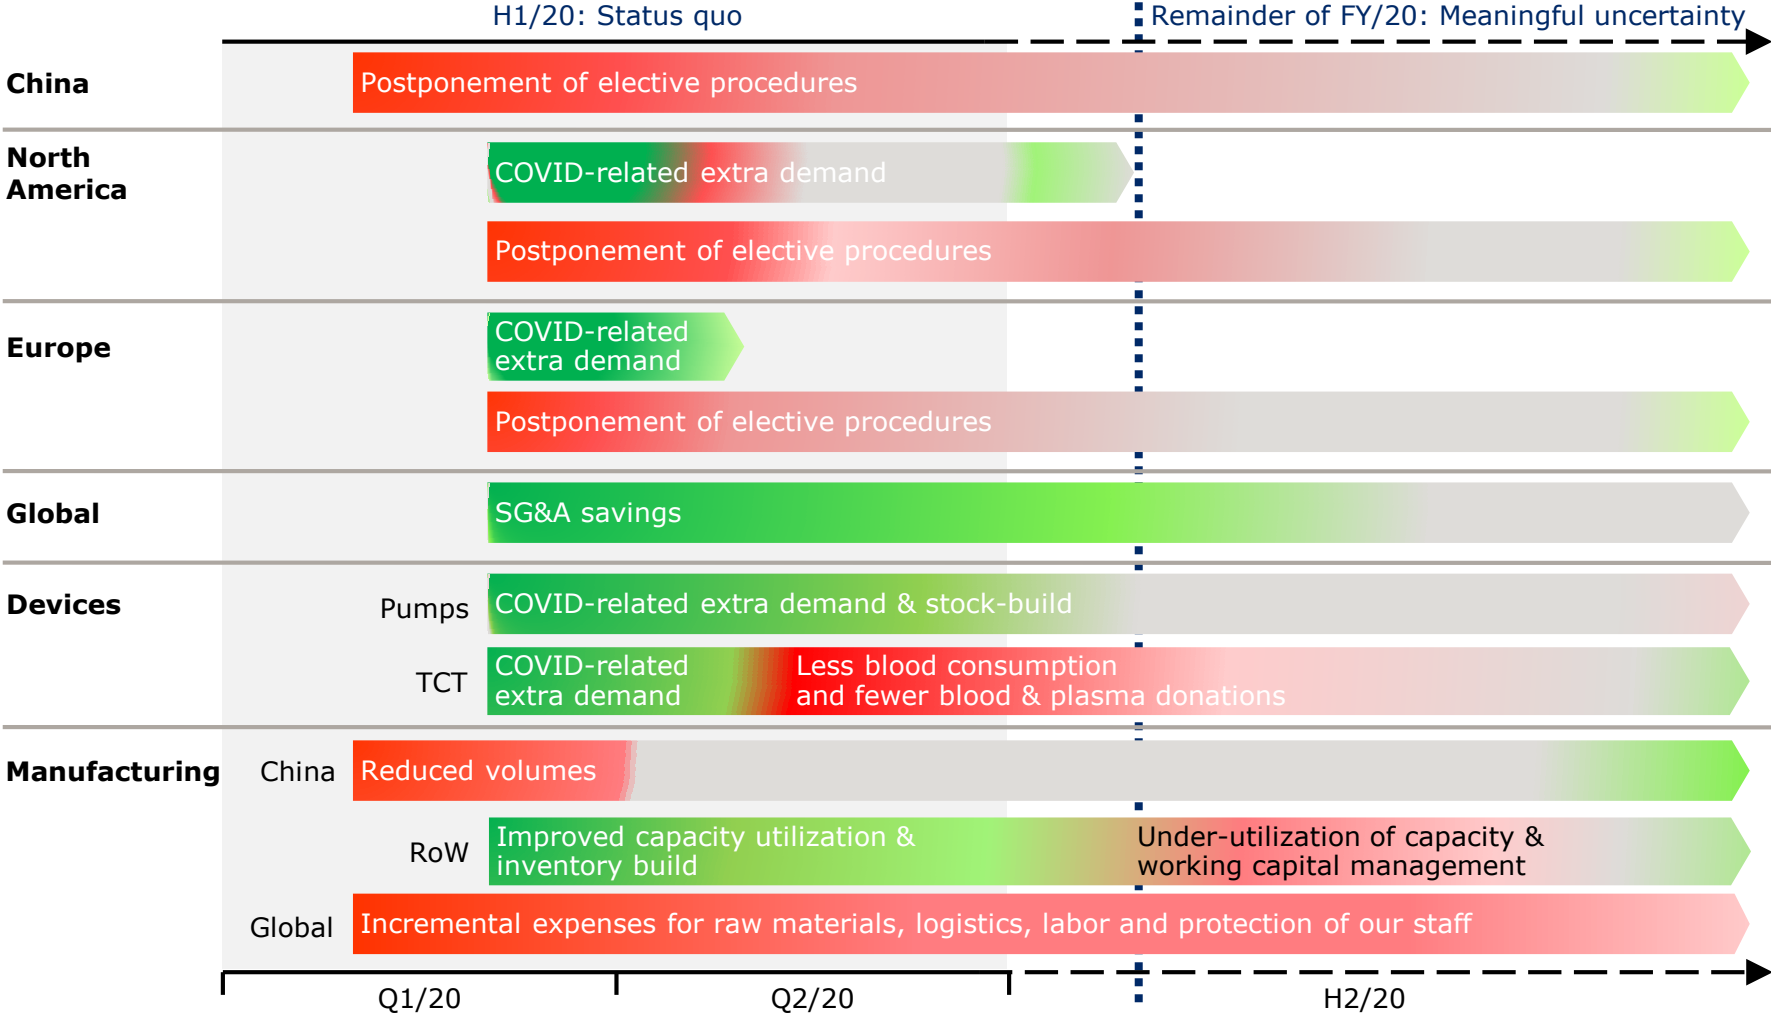 H1/20: Status quo
Remainder of FY/20: Meaningful uncertainty
China
Postponement of elective procedures
North
America
COVID-related extra demand
Postponement of elective procedures
Europe
COVID-related
extra demand
Postponement of elective procedures
Global
SG&A savings
Devices
Pumps
COVID-related extra demand & stock-build
TCT
COVID-related
extra demand
Less blood consumption
and fewer blood & plasma donations
Manufacturing
China
Reduced volumes
RoW
Improved capacity utilization &
inventory build
Under-utilization of capacity &
working capital management
Global
Incremental expenses for raw materials, logistics, labor and protection of our staff
Q1/20
Q2/20
H2/20